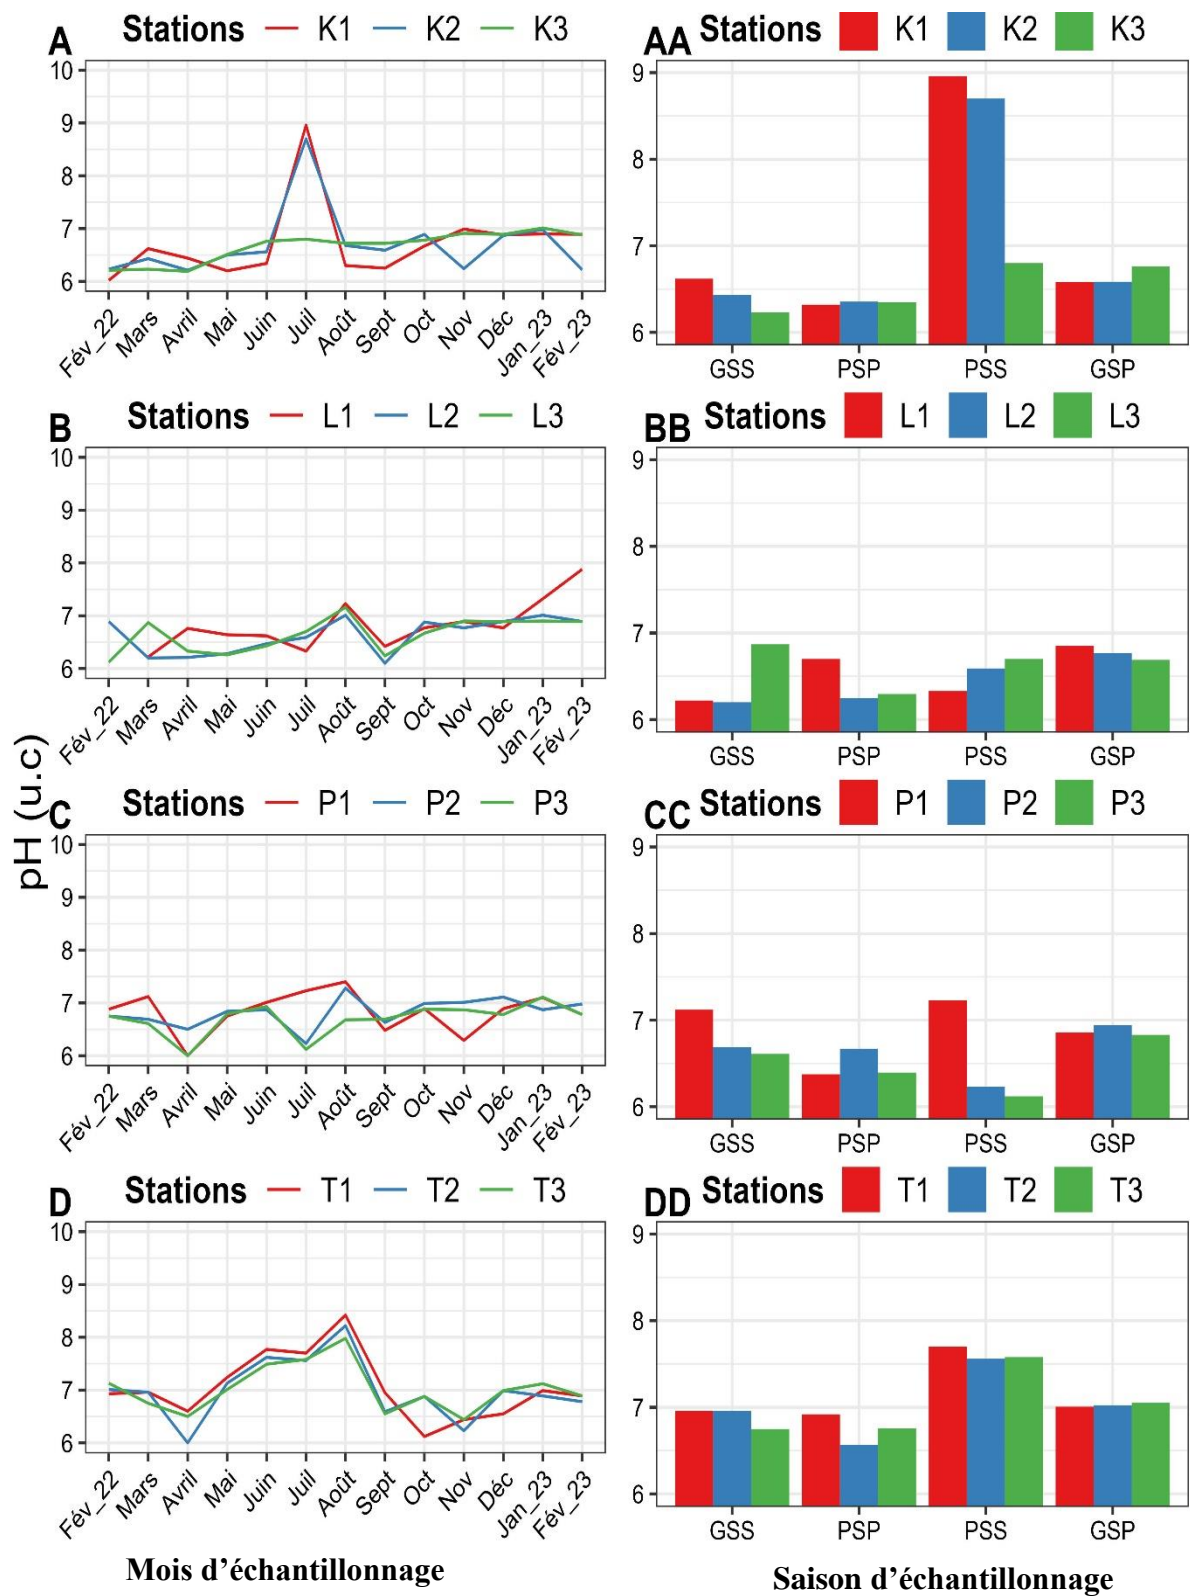 A Stations K1 K2 K3
10
9
8
7
6
Fév_22 Mars Avril Mai Juin Juil Août Sept Oct Nov Déc Jan_23 Fév_23
AA Stations K1 K2 K3
9
8
7
6
GSS PSP PSS GSP
B Stations L1 L2 L3
10
9
8
7
6
Fév_22 Mars Avril Mai Juin Juil Août Sept Oct Nov Déc Jan_23 Fév_23
BB Stations L1 L2 L3
9
8
7
6
GSS PSP PSS GSP
pH (u.c)
C Stations P1 P2 P3
10
9
8
7
6
Fév_22 Mars Avril Mai Juin Juil Août Sept Oct Nov Déc Jan_23 Fév_23
CC Stations P1 P2 P3
9
8
7
6
GSS PSP PSS GSP
D Stations T1 T2 T3
10
9
8
7
6
Fév_22 Mars Avril Mai Juin Juil Août Sept Oct Nov Déc Jan_23 Fév_23
DD Stations T1 T2 T3
9
8
7
6
GSS PSP PSS GSP
Mois d’échantillonnage
Saison d’échantillonnage